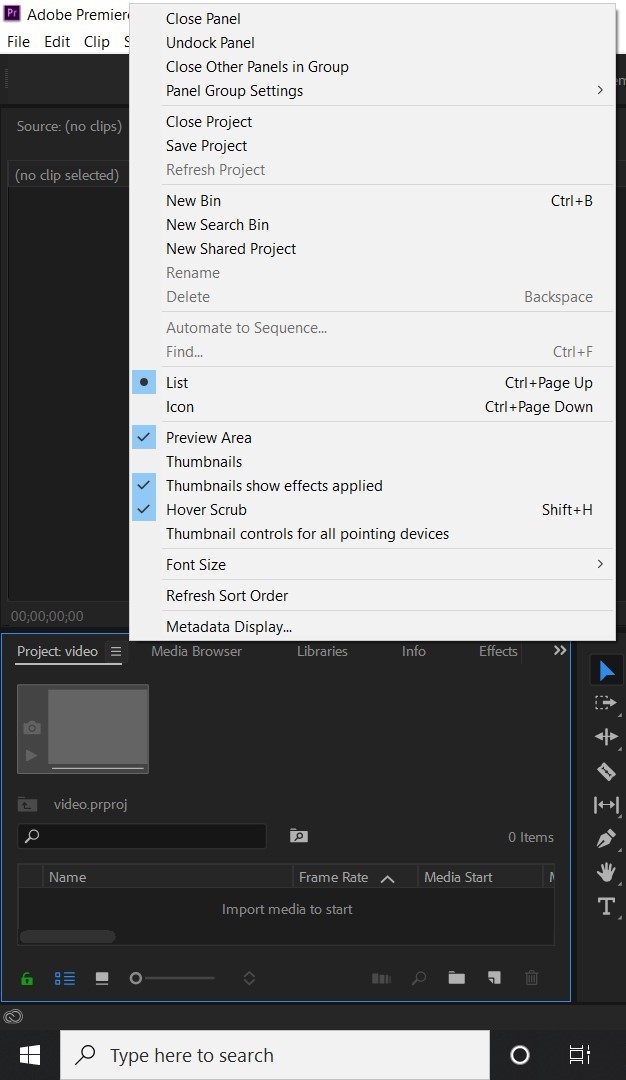 Pr Adobe Premiere
File Edit Clip S
Close Panel
Undock Panel
Close Other Panels in Group
Panel Group Settings
Close Project
Save Project
Refresh Project
New Bin Ctrl+B
New Search Bin
New Shared Project
Rename
Delete Backspace
Automate to Sequence...
Find... Ctrl+F
List Ctrl+Page Up
Icon Ctrl+Page Down
Preview Area
Thumbnails
Thumbnails show effects applied
Hover Scrub Shift+H
Thumbnail controls for all pointing devices
Font Size
Refresh Sort Order
Metadata Display...
Source: (no clips)
(no clip selected)
00;00;00;00
Project: video Media Browser Libraries Info Effects
video.prproj
0 Items
Name Frame Rate Media Start
Import media to start
T
Type here to search